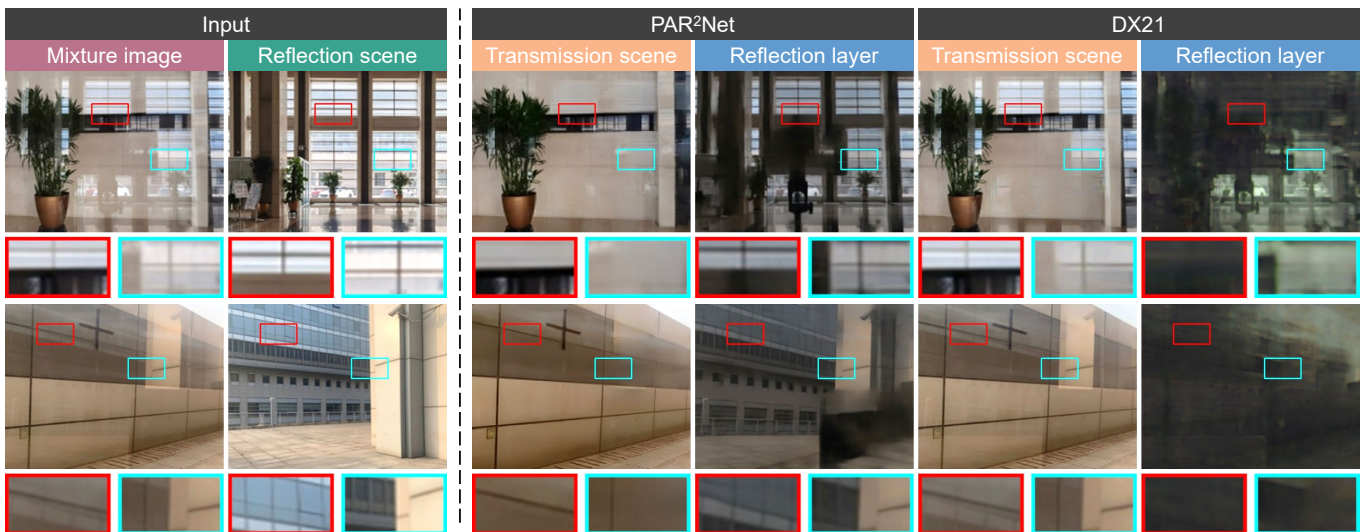 Input
PAR²Net
DX21
Mixture image
Reflection scene
Transmission scene
Reflection layer
Transmission scene
Reflection layer